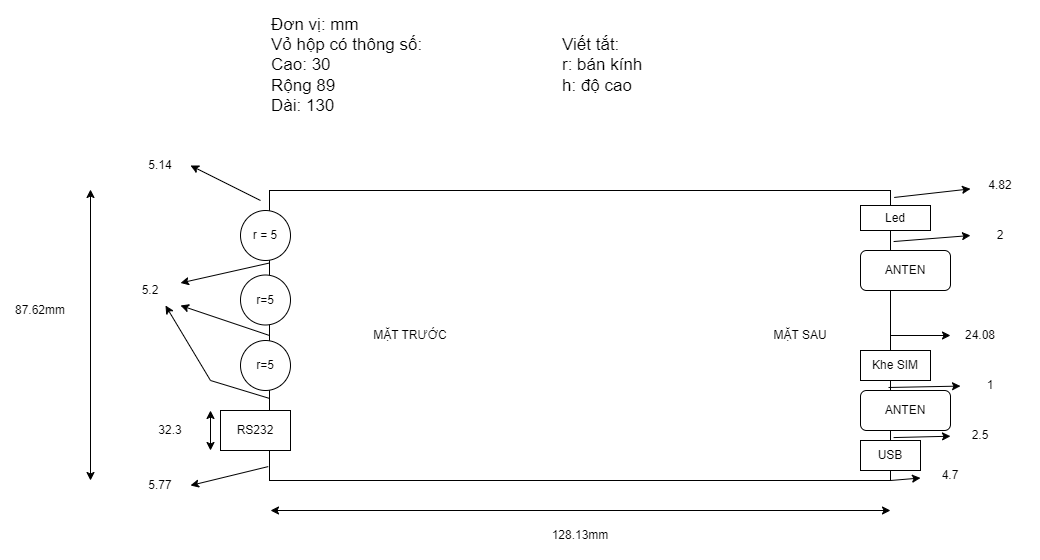 Đơn vị: mm
Vỏ hộp có thông số:
Cao: 30
Rộng 89
Dài: 130
Viết tắt:
r: bán kính
h: độ cao
5.14
4.82
Led
r = 5
2
ANTEN
5.2
r=5
87.62mm
MẶT TRƯỚC
MẶT SAU
24.08
r=5
Khe SIM
1
ANTEN
32.3
RS232
2.5
USB
5.77
4.7
128.13mm